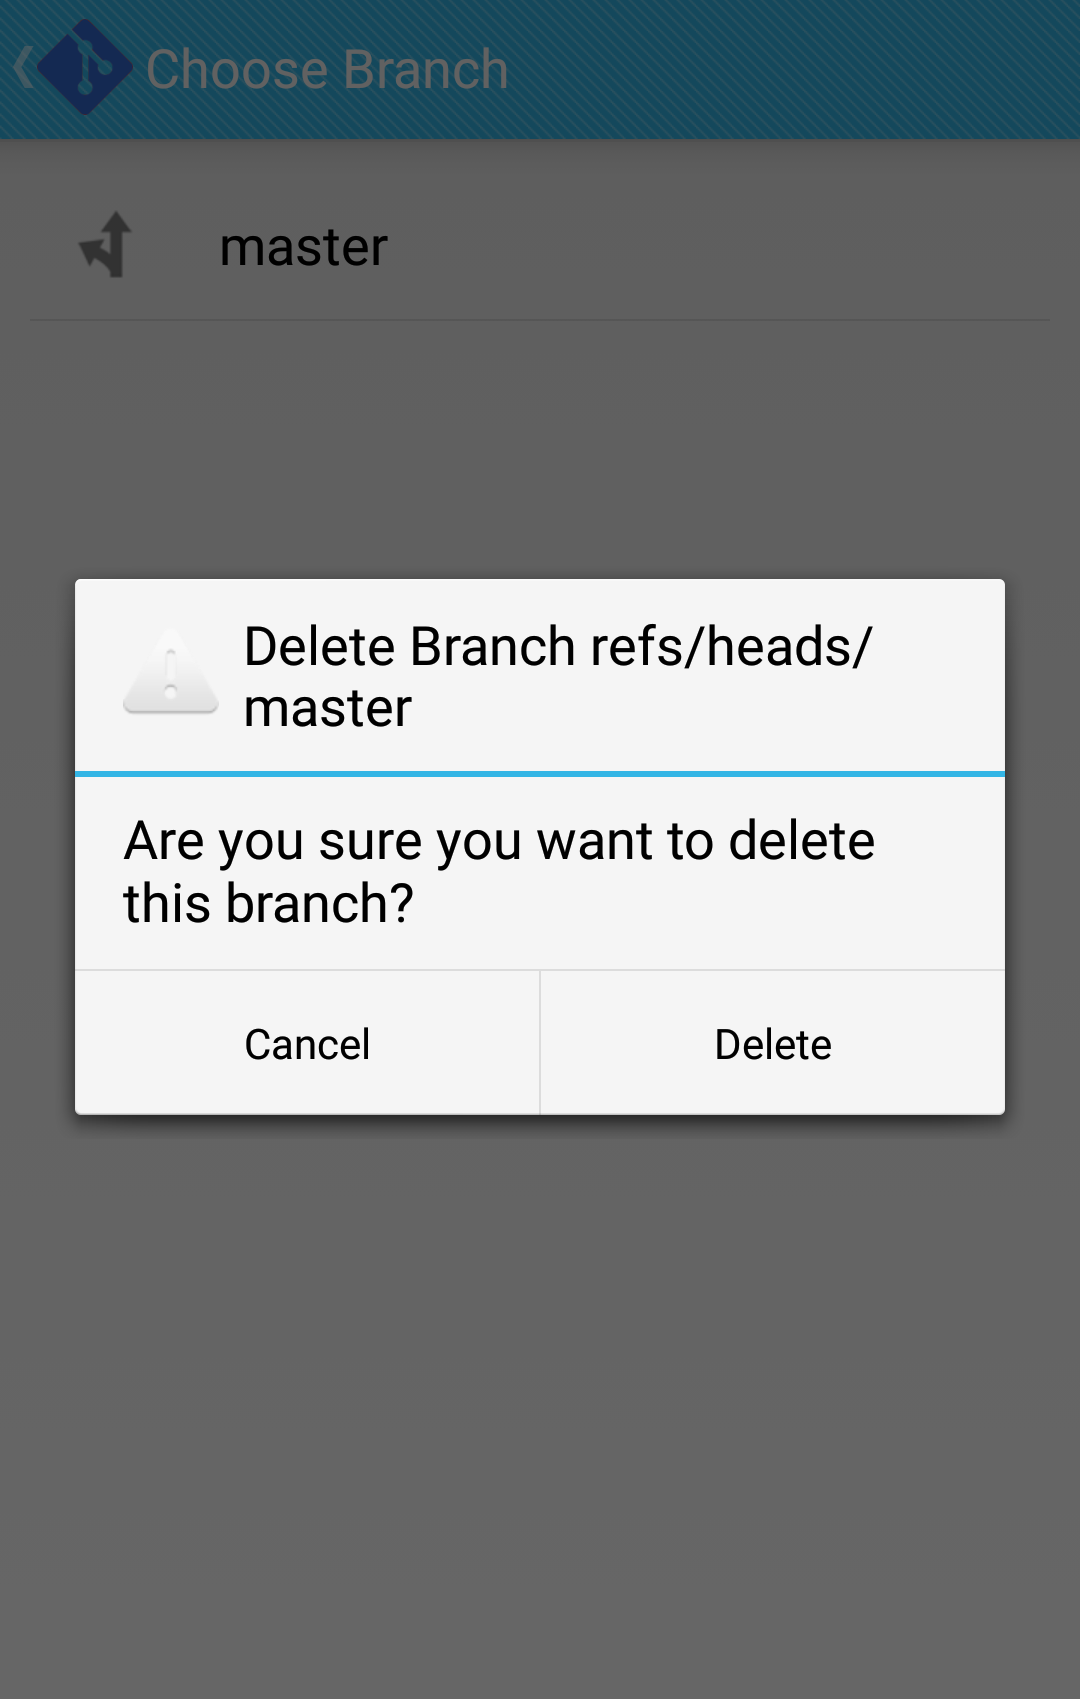 Choose Branch
master
Delete Branch refs/heads/
master
Are you sure you want to delete
this branch?
Cancel
Delete